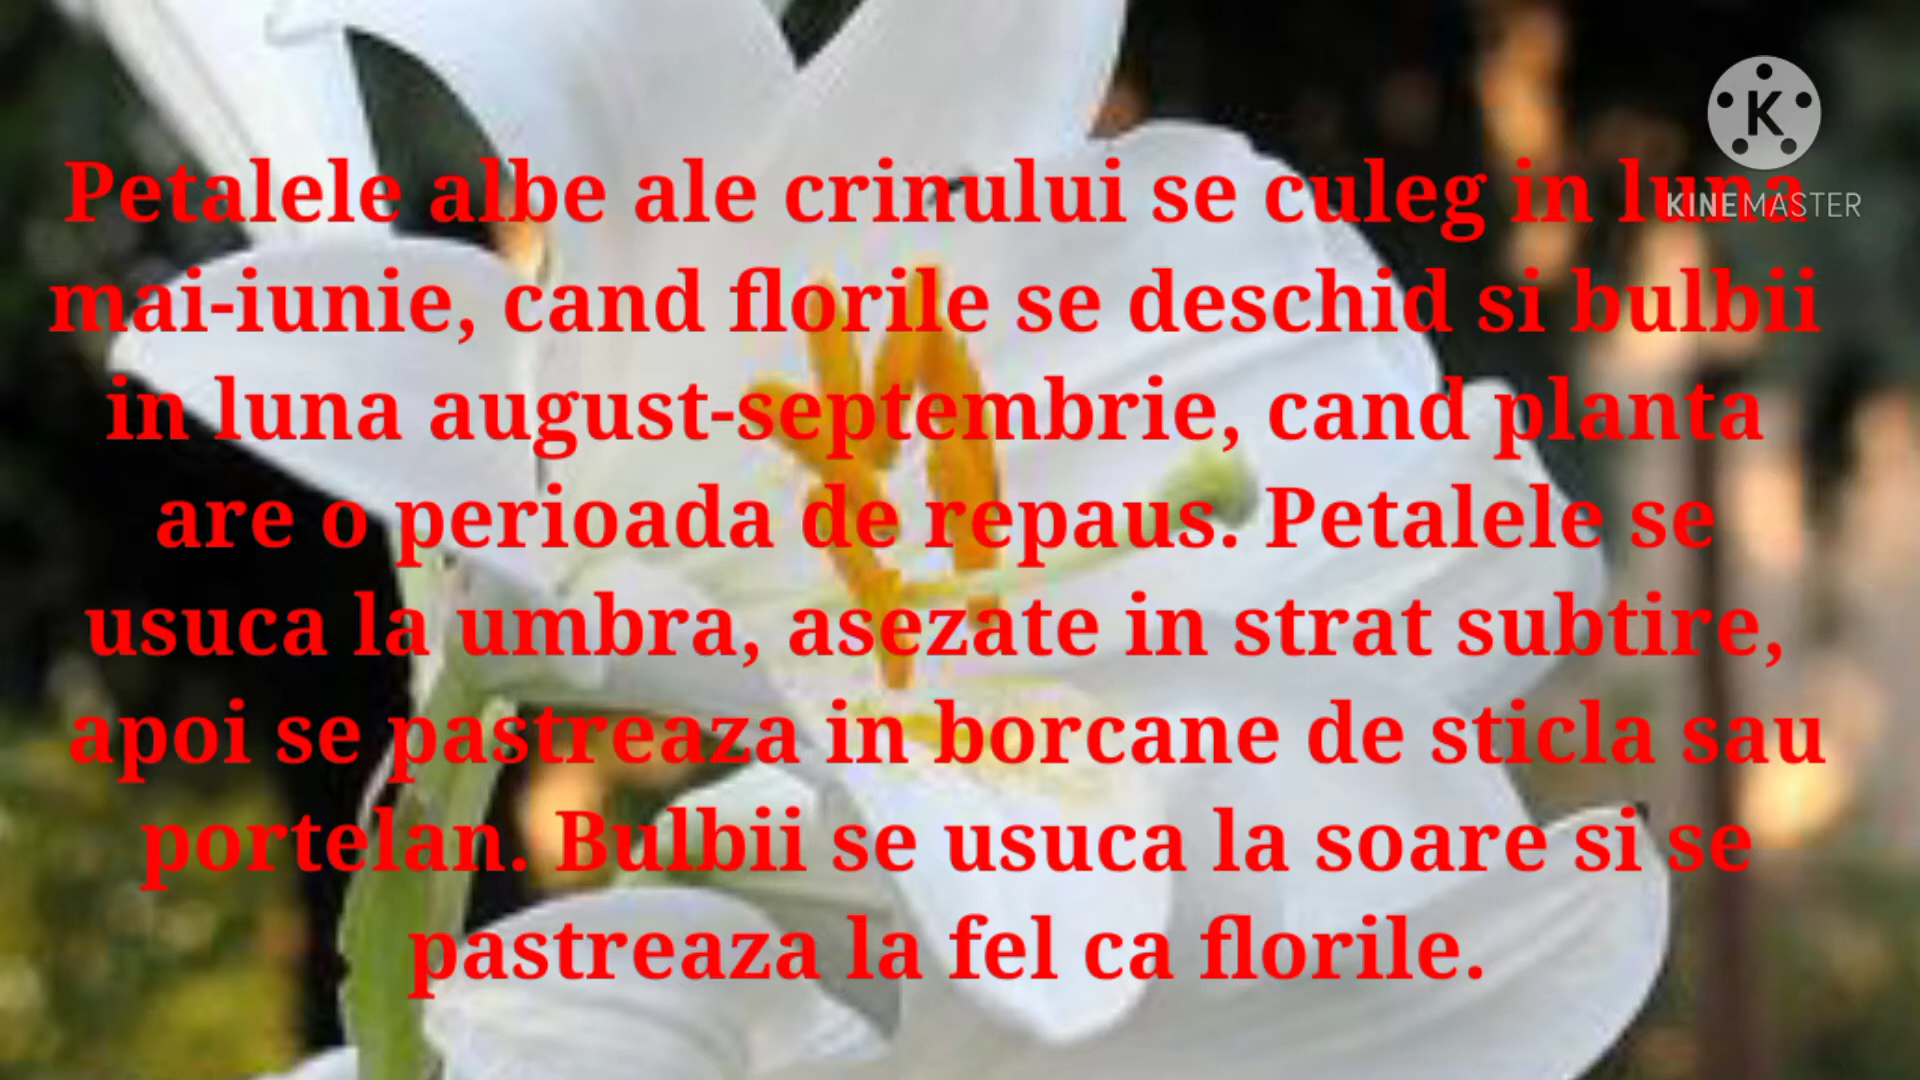 K
KINEMASTER
Petalele albe ale crinului se culeg in luna
mai-iunie, cand florile se deschid si bulbii
in luna august-septembrie, cand planta
are o perioada de repaus. Petalele se
usuca la umbra, asezate in strat subtire,
apoi se pastreaza in borcane de sticla sau
portelan. Bulbii se usuca la soare si se
pastreaza la fel ca florile.